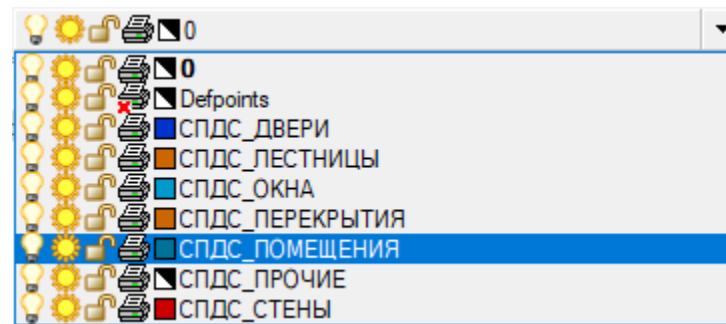 0
0
Defpoints
СПДС_ДВЕРИ
СПДС_ЛЕСТНИЦЫ
СПДС_ОКНА
СПДС_ПЕРЕКРЫТИЯ
СПДС_ПОМЕЩЕНИЯ
СПДС_ПРОЧИЕ
СПДС_СТЕНЫ